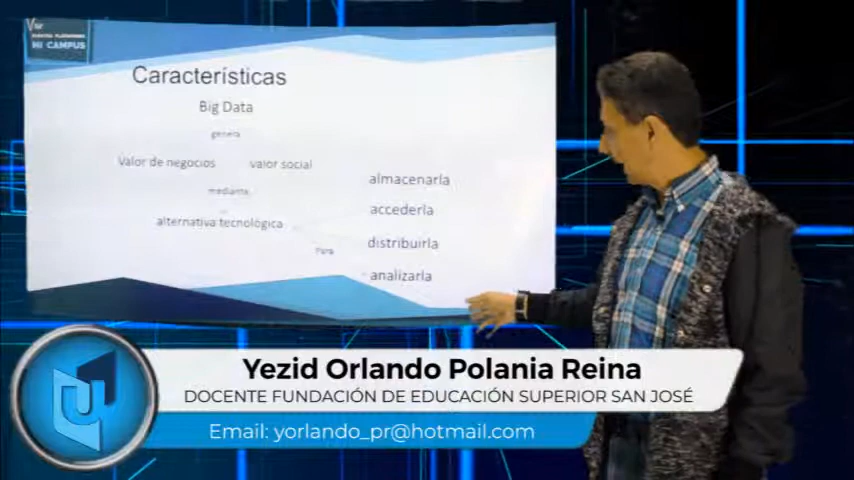 MI CAMPUS
Características
Big Data
genera
Valor de negocios valor social
mediante
alternativa tecnológica
Para
almacenarla
accederla
distribuirla
analizarla
Yezid Orlando Polania Reina
DOCENTE FUNDACIÓN DE EDUCACIÓN SUPERIOR SAN JOSÉ
Email: yorlando_pr@hotmail.com